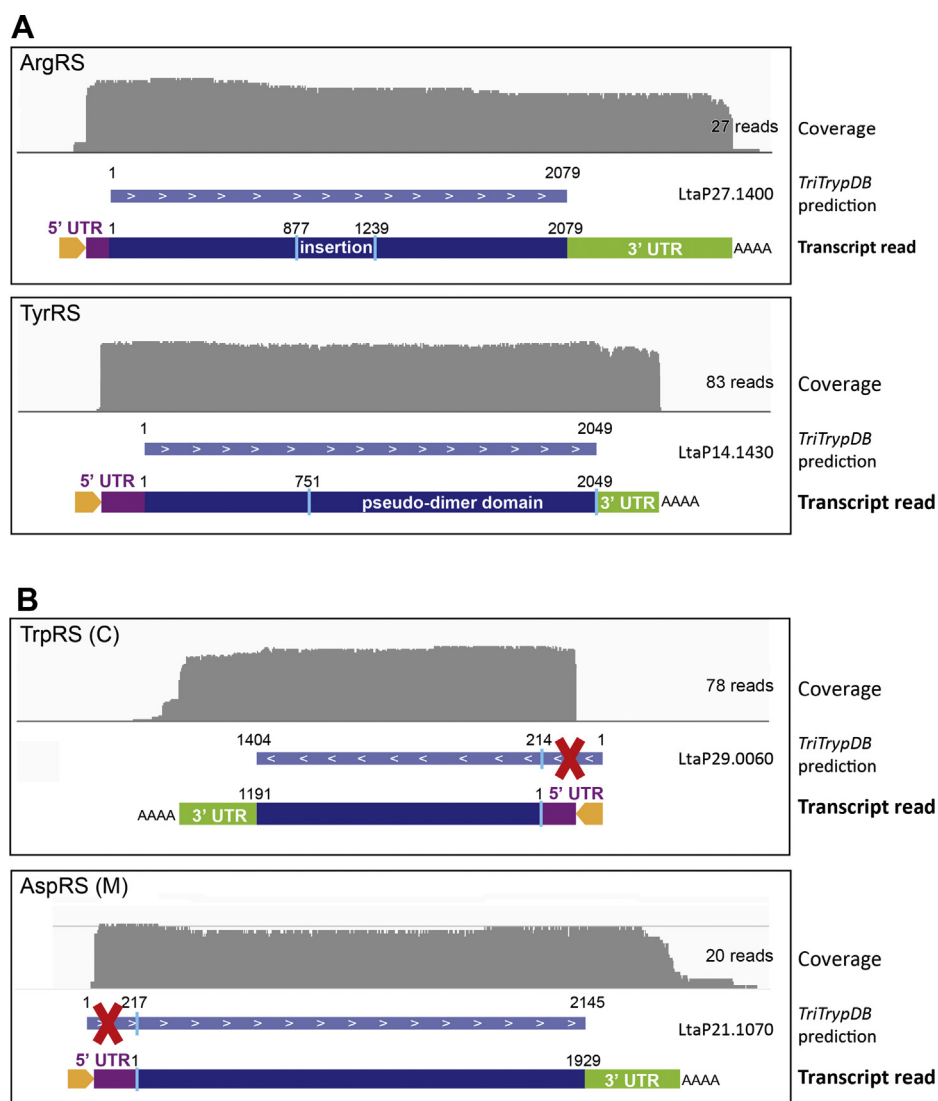 A
ArgRS
27 reads
Coverage
1 2079
> > > > > > > > > > > > > >
LtaP27.1400
TriTrypDB
prediction
5' UTR 1 877 1239 2079
insertion
3' UTR
AAAA
Transcript read
TyrRS
83 reads
Coverage
1 2049
> > > > > > > > > > > > > >
LtaP14.1430
TriTrypDB
prediction
5' UTR 1 751 2049
pseudo-dimer domain
3' UTR
AAAA
Transcript read
B
TrpRS (C)
78 reads
Coverage
1404 214 1
< < < < < < < < < < <
LtaP29.0060
TriTrypDB
prediction
1191 1 5' UTR
AAAA
3' UTR
Transcript read
AspRS (M)
20 reads
Coverage
1 217 2145
> > > > > > > > > > > > > > > >
LtaP21.1070
TriTrypDB
prediction
5' UTR 1 1929
3' UTR
AAAA
Transcript read